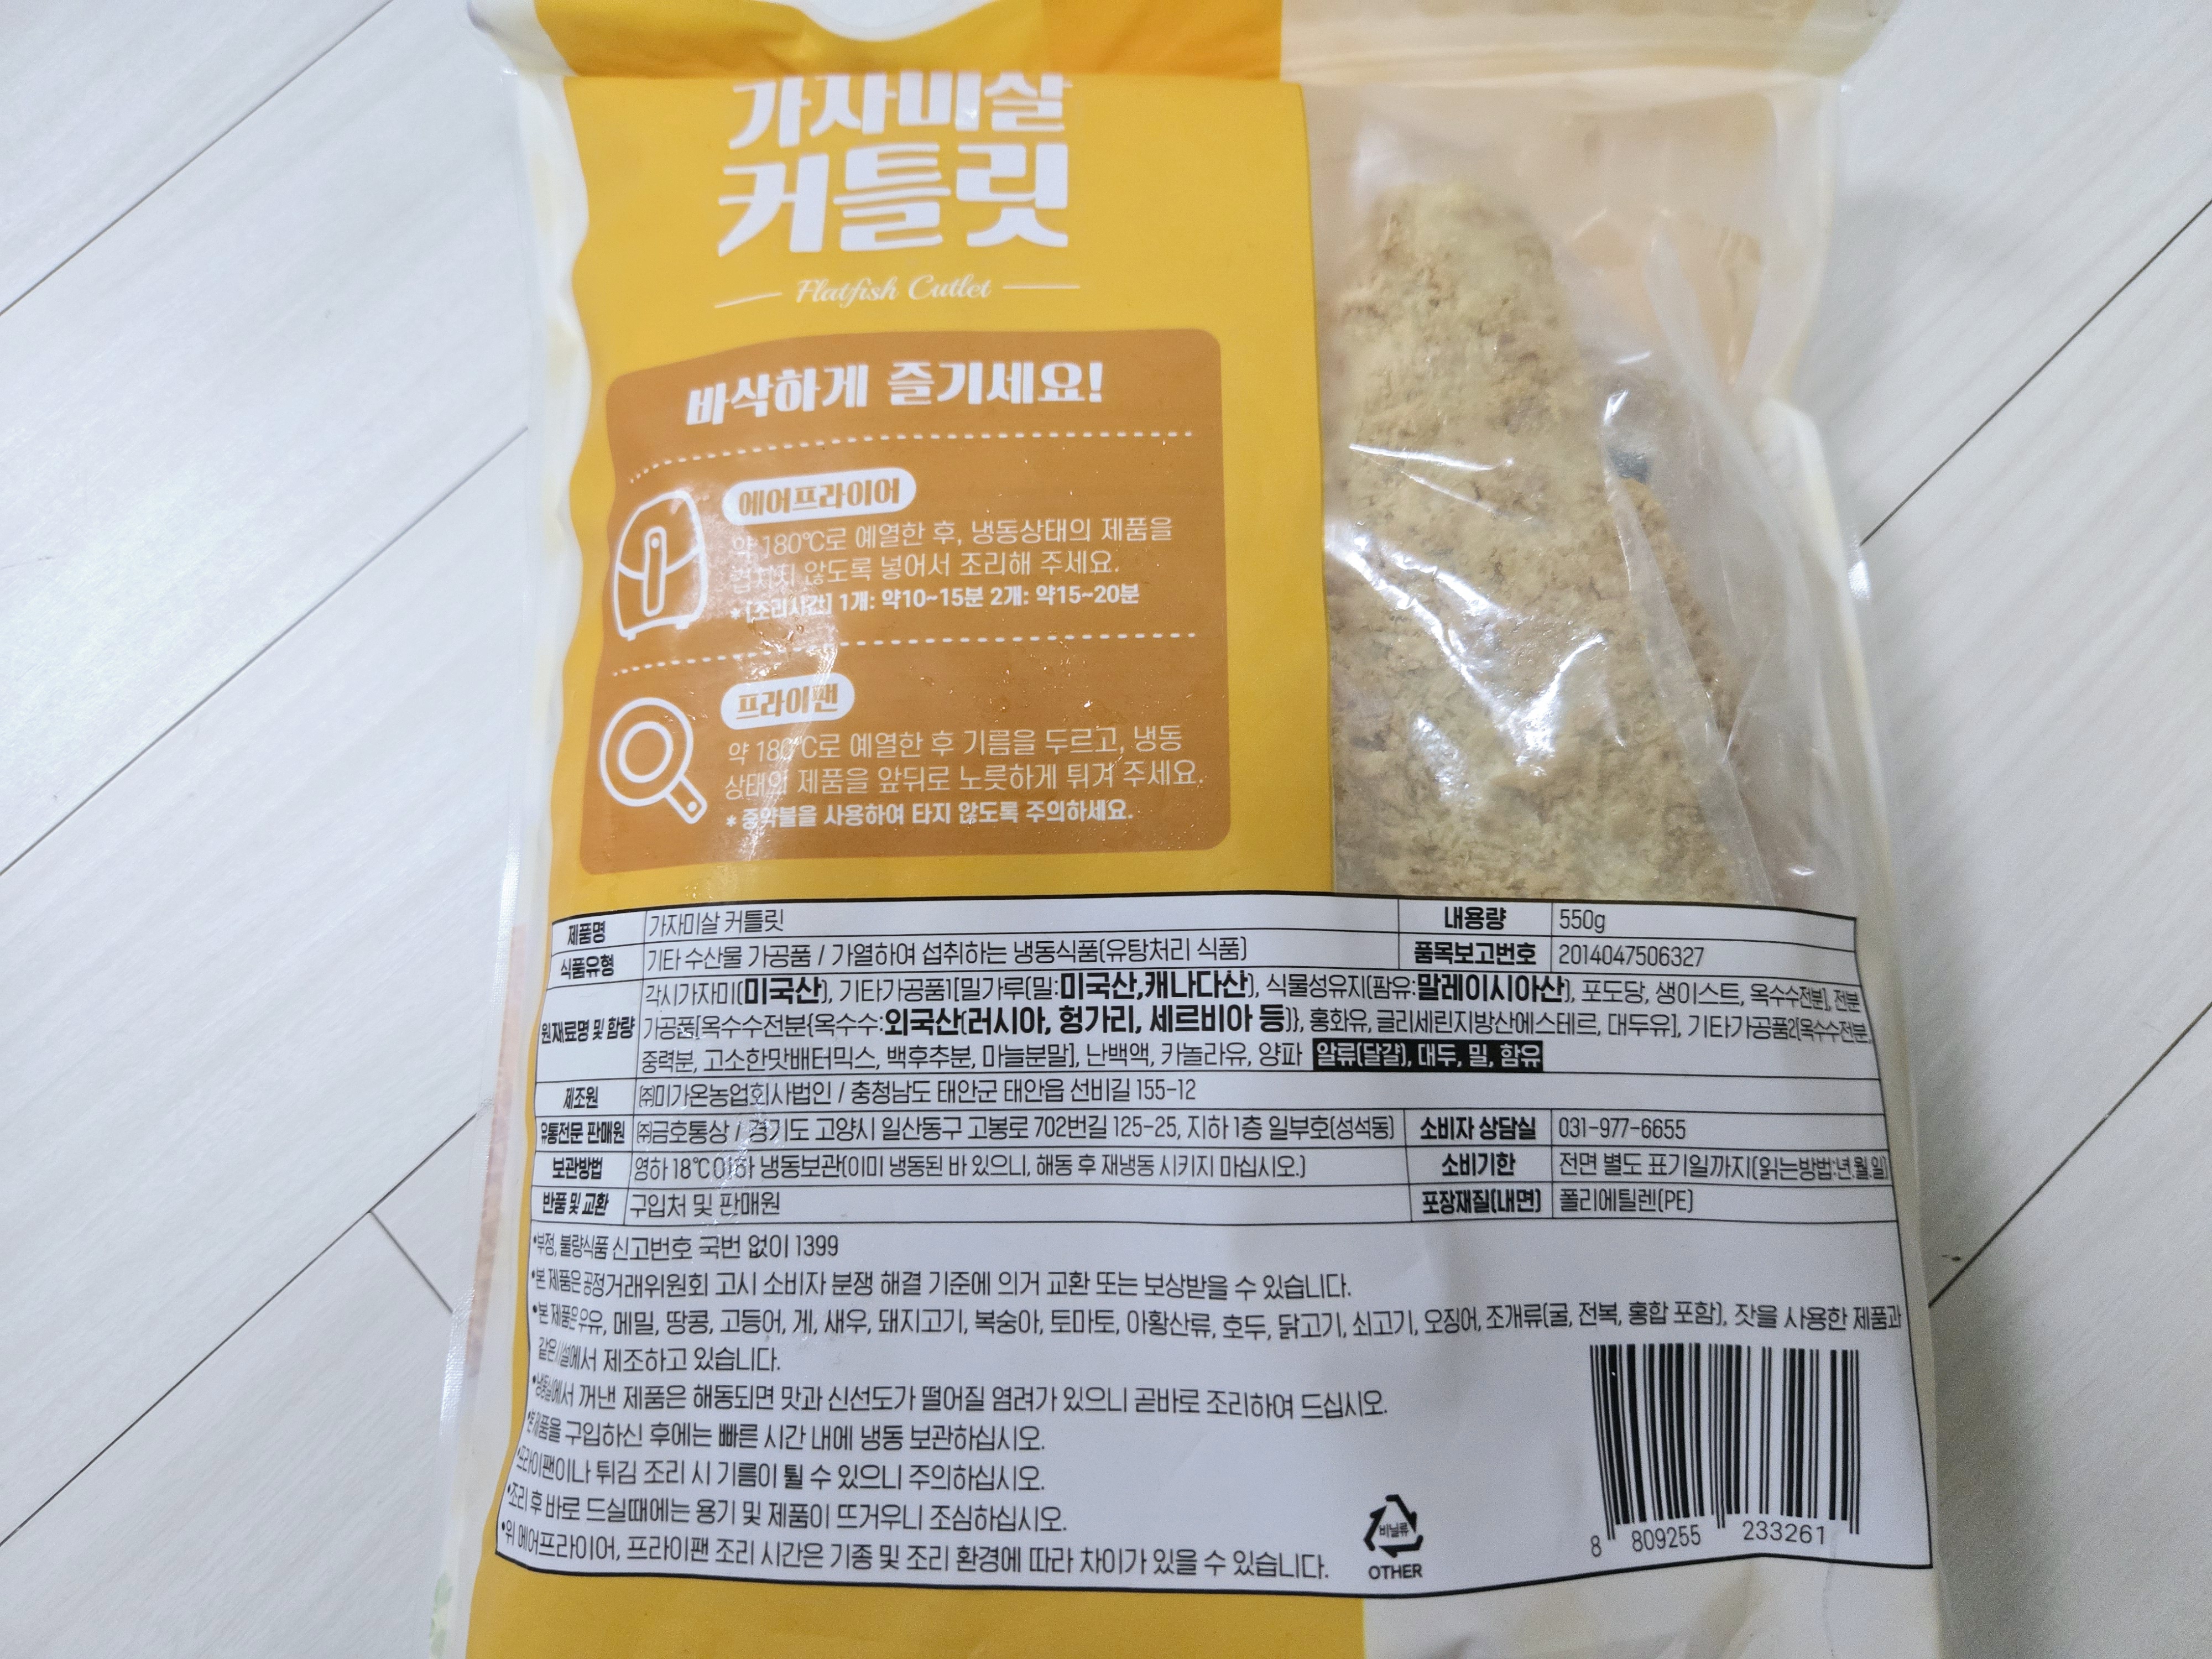 가자미살
커틀릿
Flatfish Cutlet
바삭하게 즐기세요!
에어프라이어
약 180℃로 예열한 후, 냉동상태의 제품을
겹치지 않도록 넣어서 조리해 주세요.
* [조리시간] 1개: 약10~15분 2개: 약15~20분
프라이팬
약 180℃로 예열한 후 기름을 두르고, 냉동
상태의 제품을 앞뒤로 노릇하게 튀겨 주세요.
* 중약불을 사용하여 타지 않도록 주의하세요.
제품명 가자미살 커틀릿 내용량 550g
식품유형 기타 수산물 가공품 / 가열하여 섭취하는 냉동식품(유탕처리 식품) 품목보고번호 2014047506327
원재료명 및 함량 각시가자미(미국산), 기타가공품1[밀가루(밀:미국산,캐나다산), 식물성유지(팜유:말레이시아산), 포도당, 생이스트, 옥수수전분], 전분
가공품[옥수수전분{옥수수:외국산(러시아, 헝가리, 세르비아 등)}, 홍화유, 글리세린지방산에스테르, 대두유], 기타가공품2[옥수수전분,
중력분, 고소한맛배터믹스, 백후추분, 마늘분말], 난백액, 카놀라유, 양파 알류(달걀), 대두, 밀, 함유
제조원 ㈜미가온농업회사법인 / 충청남도 태안군 태안읍 선비길 155-12
유통전문 판매원 ㈜금호통상 / 경기도 고양시 일산동구 고봉로 702번길 125-25, 지하 1층 일부호(성석동) 소비자 상담실 031-977-6655
보관방법 영하 18℃이하 냉동보관(이미 냉동된 바 있으니, 해동 후 재냉동 시키지 마십시오.) 소비기한 전면 별도 표기일까지(읽는방법:년.월.일)
반품 및 교환 구입처 및 판매원 포장재질(내면) 폴리에틸렌(PE)
•부정, 불량식품 신고번호 국번 없이 1399
•본 제품은 공정거래위원회 고시 소비자 분쟁 해결 기준에 의거 교환 또는 보상받을 수 있습니다.
•본 제품은 우유, 메밀, 땅콩, 고등어, 게, 새우, 돼지고기, 복숭아, 토마토, 아황산류, 호두, 닭고기, 쇠고기, 오징어, 조개류(굴, 전복, 홍합 포함), 잣을 사용한 제품과
같은 시설에서 제조하고 있습니다.
•냉동실에서 꺼낸 제품은 해동되면 맛과 신선도가 떨어질 염려가 있으니 곧바로 조리하여 드십시오.
•본 제품을 구입하신 후에는 빠른 시간 내에 냉동 보관하십시오.
•프라이팬이나 튀김 조리 시 기름이 튈 수 있으니 주의하십시오.
•조리 후 바로 드실때에는 용기 및 제품이 뜨거우니 조심하십시오.
•위 에어프라이어, 프라이팬 조리 시간은 기종 및 조리 환경에 따라 차이가 있을 수 있습니다.
비닐류
OTHER
8 809255 233261